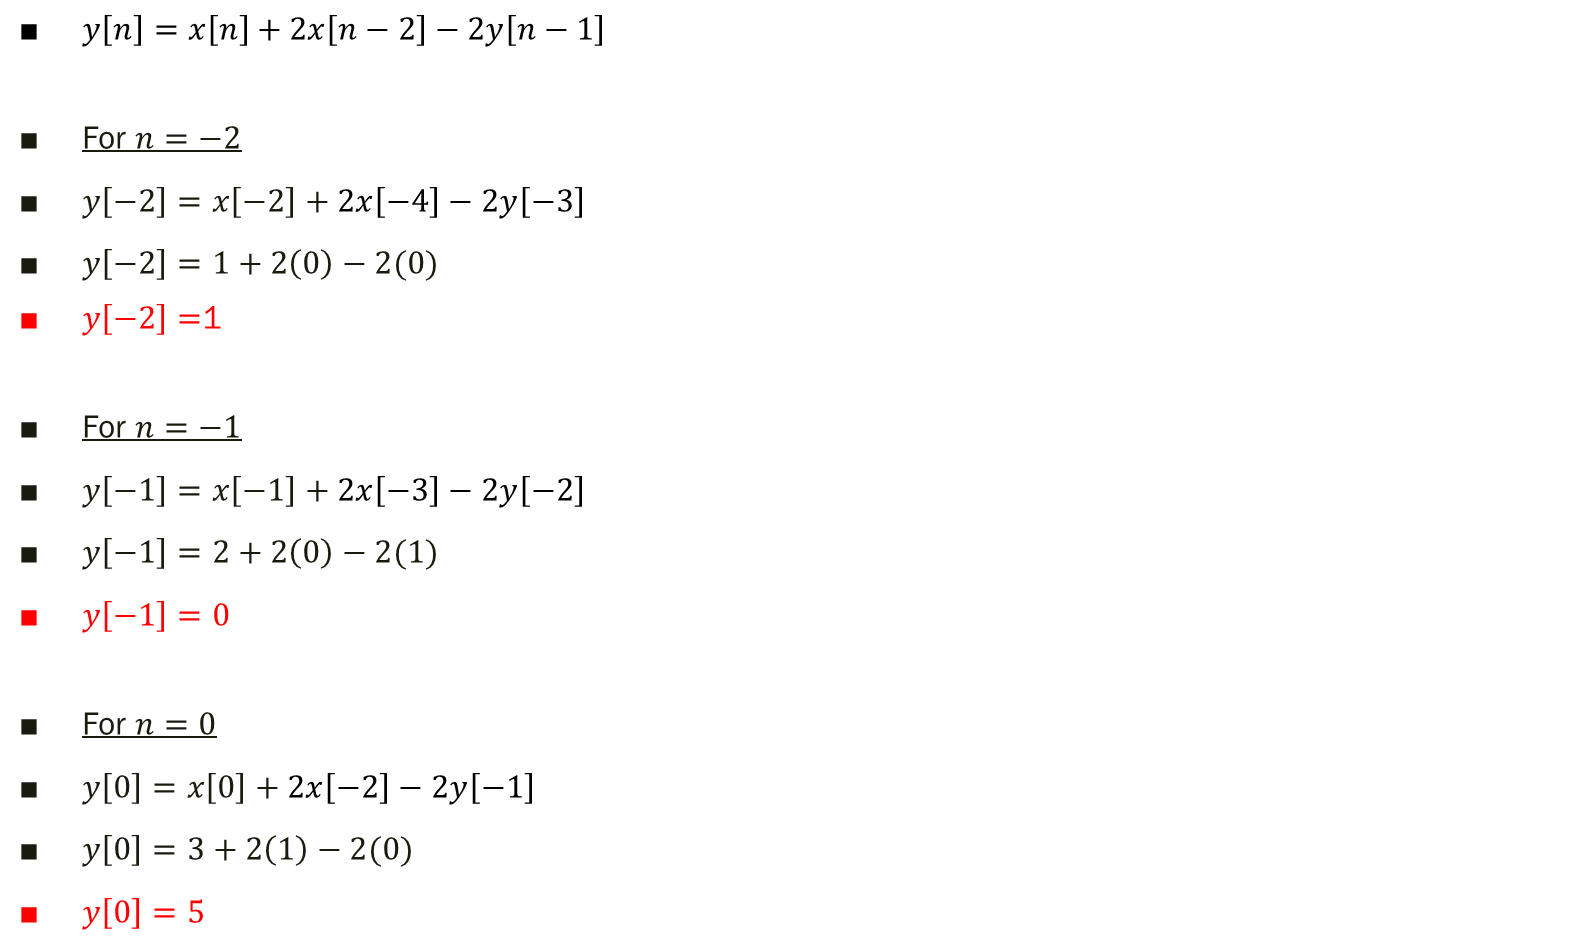 ▪ y[n] = x[n] + 2x[n − 2] − 2y[n − 1]
▪ For n = −2
▪ y[−2] = x[−2] + 2x[−4] − 2y[−3]
▪ y[−2] = 1 + 2(0) − 2(0)
▪ y[−2] =1
▪ For n = −1
▪ y[−1] = x[−1] + 2x[−3] − 2y[−2]
▪ y[−1] = 2 + 2(0) − 2(1)
▪ y[−1] = 0
▪ For n = 0
▪ y[0] = x[0] + 2x[−2] − 2y[−1]
▪ y[0] = 3 + 2(1) − 2(0)
▪ y[0] = 5